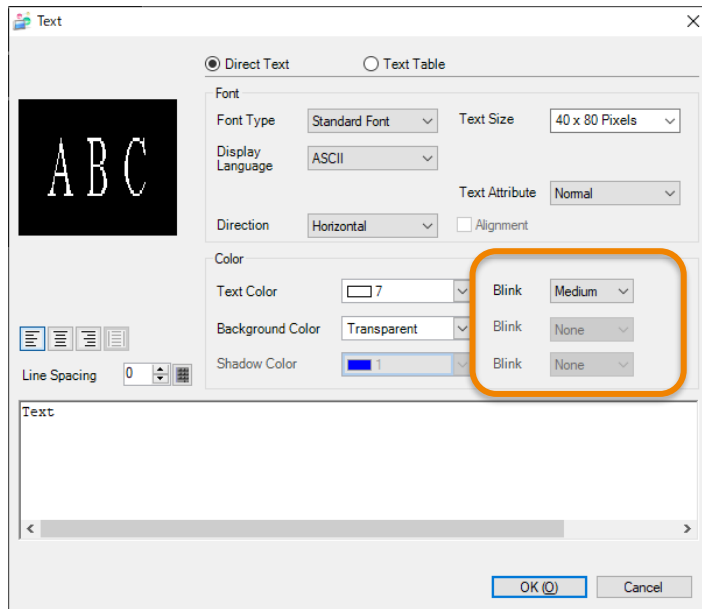 Text
Direct Text Text Table
Font
Font Type Standard Font Text Size 40 x 80 Pixels
Display Language ASCII
Text Attribute Normal
Direction Horizontal Alignment
ABC
Color
Text Color 7 Blink Medium
Background Color Transparent Blink None
Shadow Color 1 Blink None
Line Spacing 0
Text
OK (O) Cancel